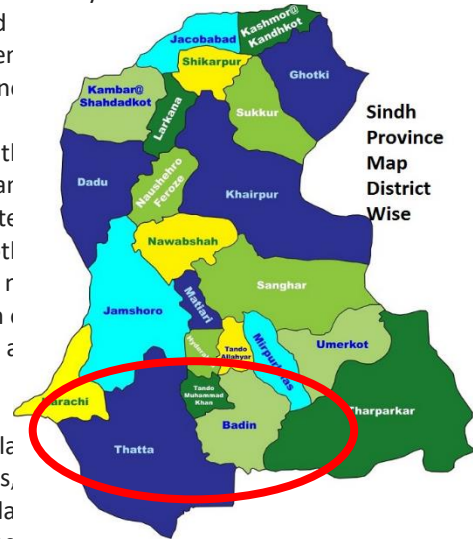 Jacobabad
Kashmor@
Kandhkot
Shikarpur
Ghotki
Kambar@
Shahdadkot
Larkana
Sukkur
Sindh
Province
Map
District
Wise
Dadu
Naushehro
Feroze
Khairpur
Nawabshah
Sanghar
Jamshoro
Matiari
Hyderabad
Tando
Allahyar
Mirpurkhas
Umerkot
Karachi
Tando
Muhammad
Khan
Badin
Tharparkar
Thatta